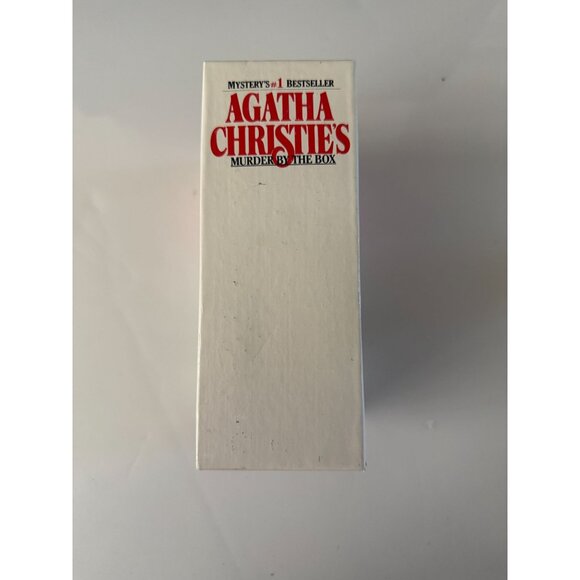 MYSTERY'S #1 BESTSELLER
AGATHA
CHRISTIE'S
MURDER BY THE BOX